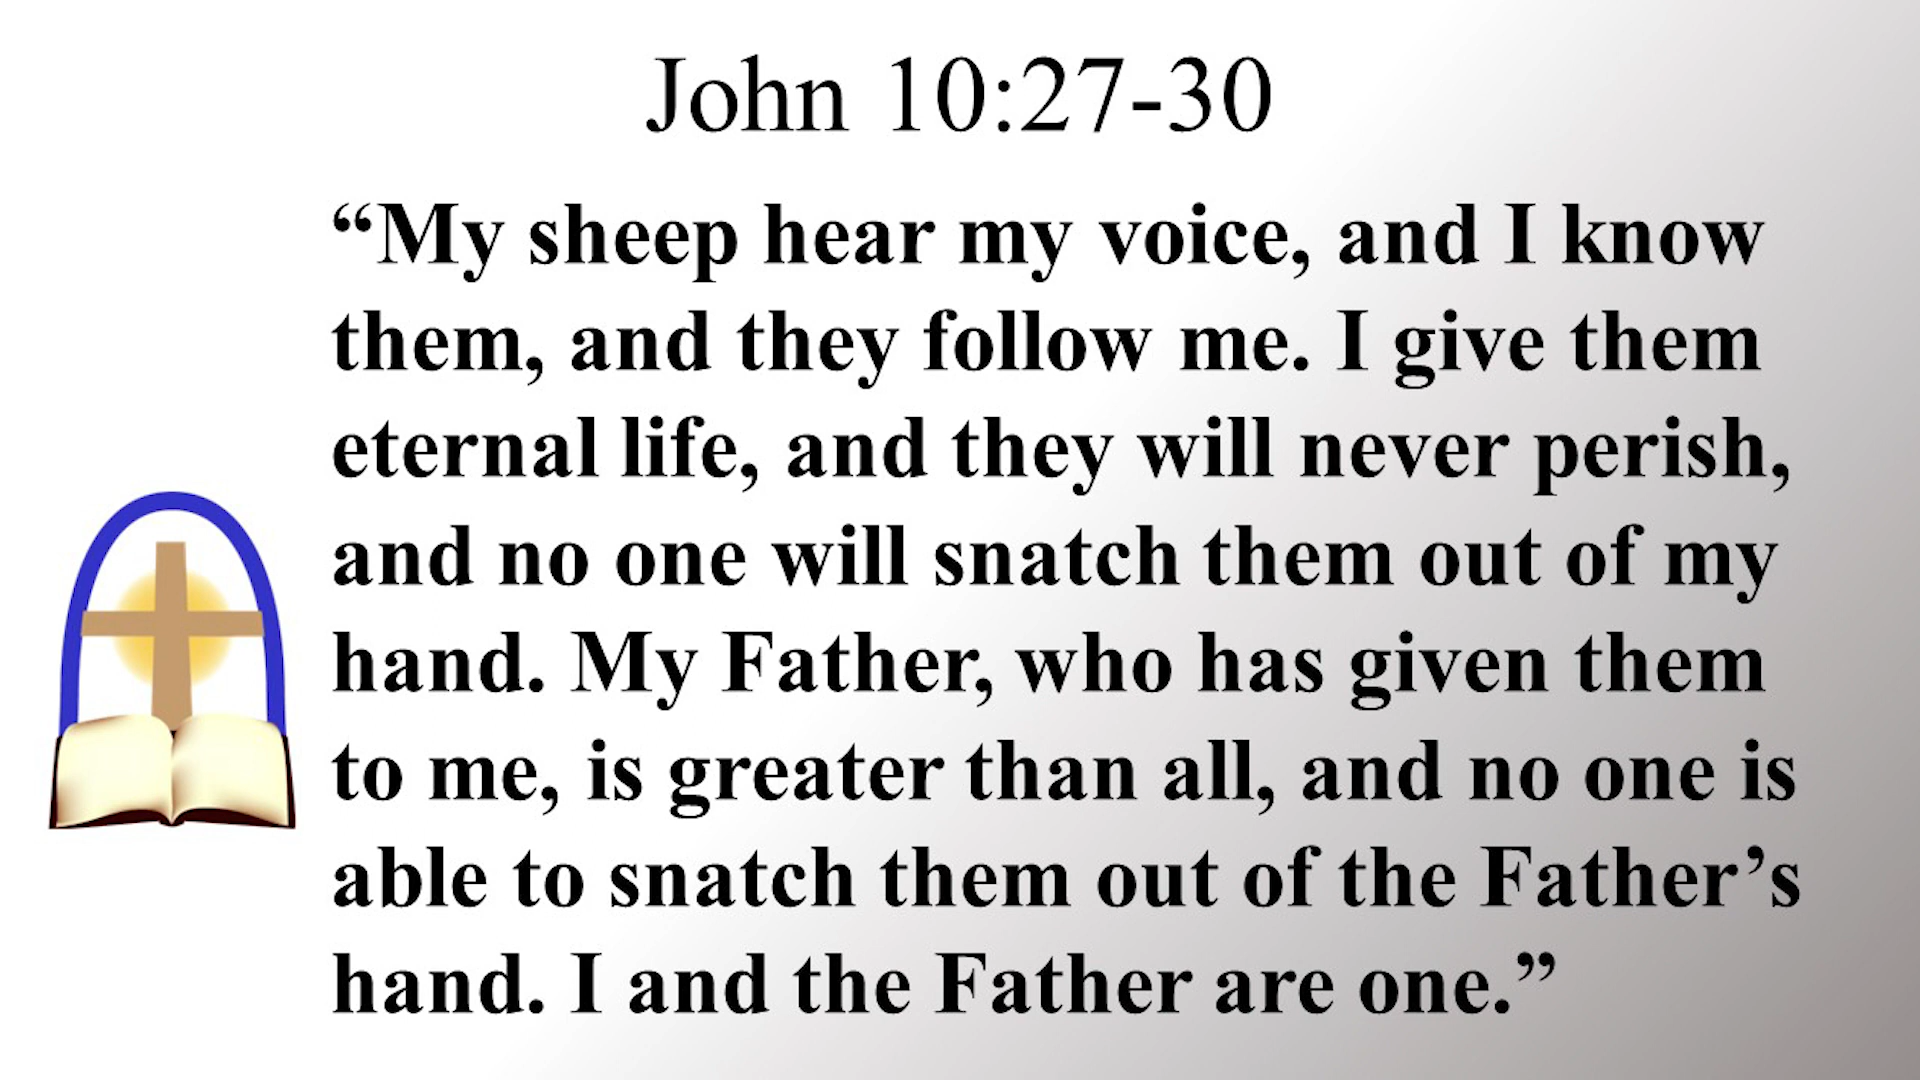 John 10:27-30
“My sheep hear my voice, and I know
them, and they follow me. I give them
eternal life, and they will never perish,
and no one will snatch them out of my
hand. My Father, who has given them
to me, is greater than all, and no one is
able to snatch them out of the Father’s
hand. I and the Father are one.”